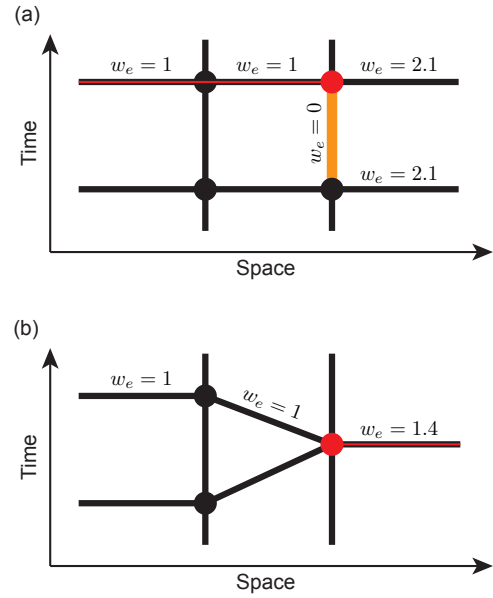 (a)
w_e = 1
w_e = 1
w_e = 2.1
w_e = 0
w_e = 2.1
Time
Space
(b)
w_e = 1
w_e = 1
w_e = 1.4
Time
Space